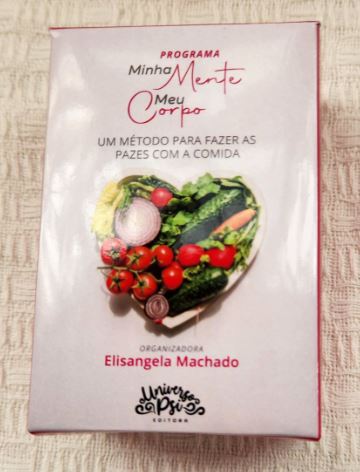 PROGRAMA
Minha Mente
Meu Corpo
UM MÉTODO PARA FAZER AS
PAZES COM A COMIDA
ORGANIZADORA
Elisangela Machado
Universo
Psi
EDITORA